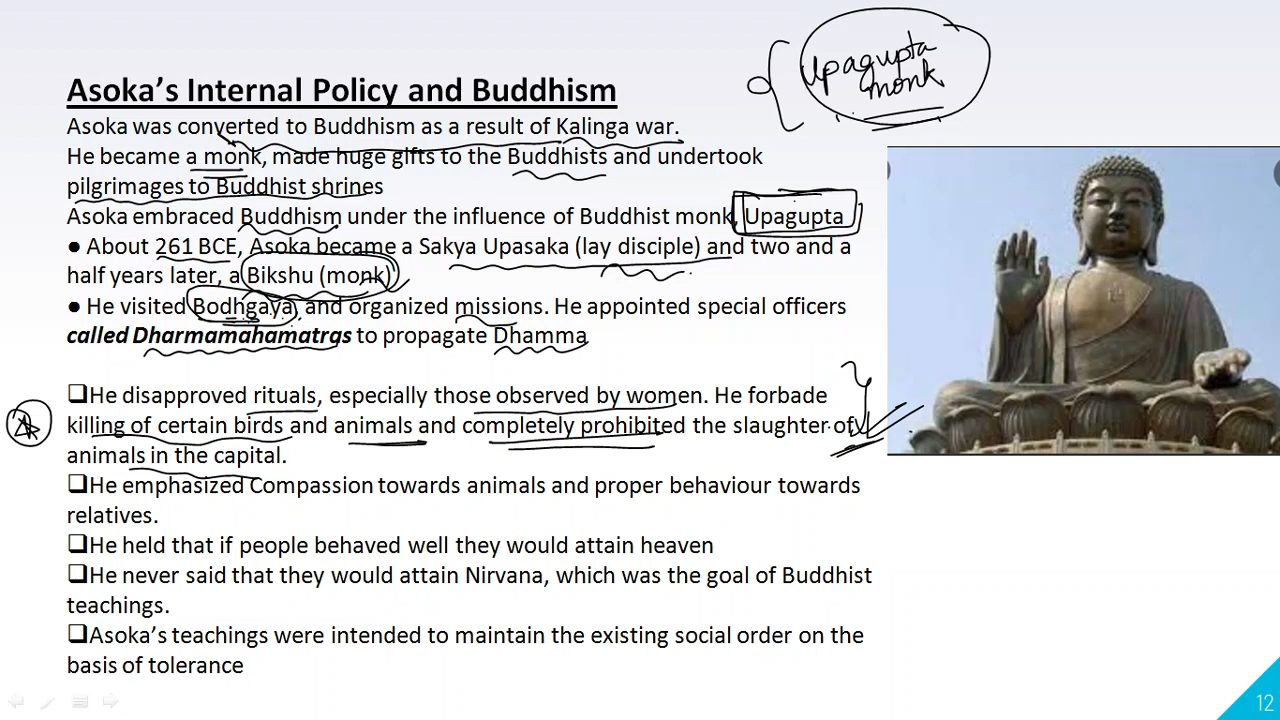 Upagupta
monk
Asoka's Internal Policy and Buddhism
Asoka was converted to Buddhism as a result of Kalinga war.
He became a monk, made huge gifts to the Buddhists and undertook
pilgrimages to Buddhist shrines
Asoka embraced Buddhism under the influence of Buddhist monk, Upagupta
● About 261 BCE, Asoka became a Sakya Upasaka (lay disciple) and two and a
half years later, a Bikshu (monk)
● He visited Bodhgaya, and organized missions. He appointed special officers
called Dharmamahamatras to propagate Dhamma
❑He disapproved rituals, especially those observed by women. He forbade
killing of certain birds and animals and completely prohibited the slaughter of
animals in the capital.
❑He emphasized Compassion towards animals and proper behaviour towards
relatives.
❑He held that if people behaved well they would attain heaven
❑He never said that they would attain Nirvana, which was the goal of Buddhist
teachings.
❑Asoka's teachings were intended to maintain the existing social order on the
basis of tolerance
12